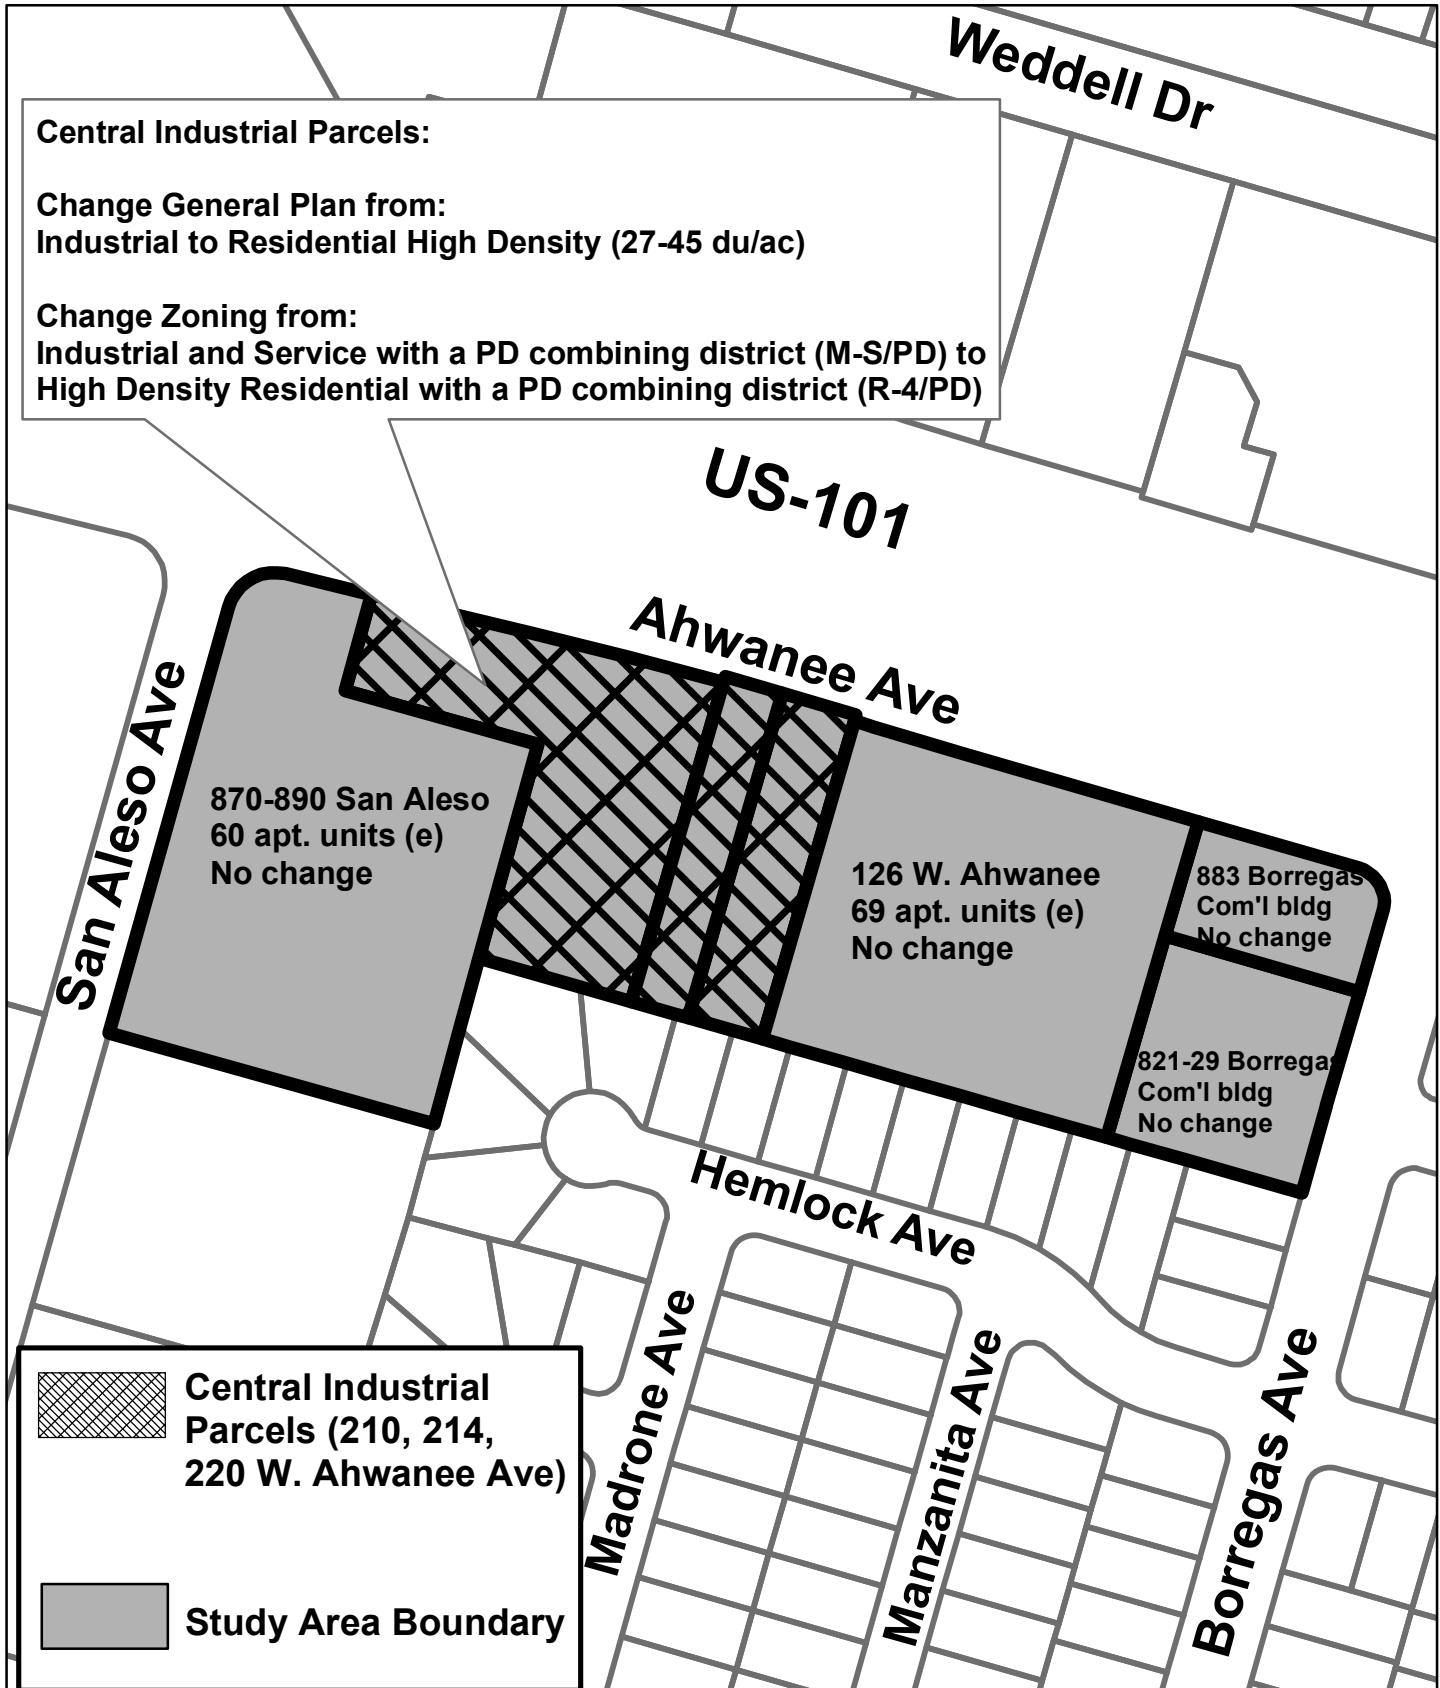 Weddell Dr
Central Industrial Parcels:
Change General Plan from:
Industrial to Residential High Density (27-45 du/ac)
Change Zoning from:
Industrial and Service with a PD combining district (M-S/PD) to
High Density Residential with a PD combining district (R-4/PD)
US-101
Ahwanee Ave
San Aleso Ave
870-890 San Aleso
60 apt. units (e)
No change
126 W. Ahwanee
69 apt. units (e)
No change
883 Borregas
Com'l bldg
No change
821-29 Borregas
Com'l bldg
No change
Hemlock Ave
Madrone Ave
Manzanita Ave
Borregas Ave
Central Industrial
Parcels (210, 214,
220 W. Ahwanee Ave)
Study Area Boundary